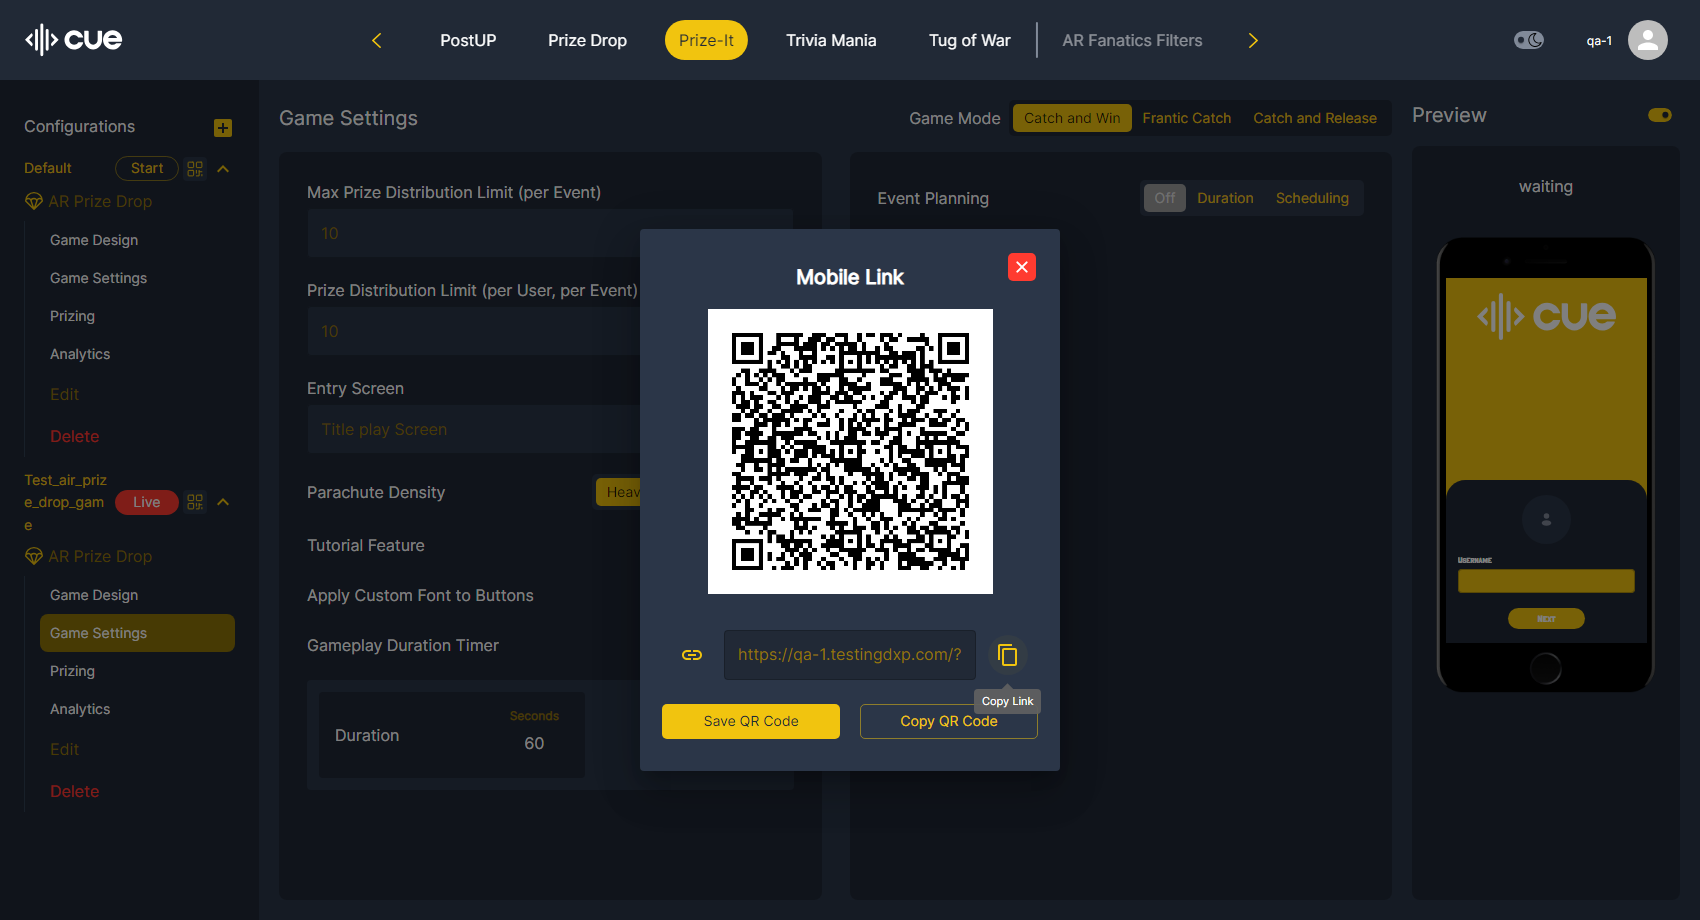 cue
PostUP
Prize Drop
Prize-It
Trivia Mania
Tug of War
AR Fanatics Filters
qa-1
Configurations
Default
Start
AR Prize Drop
Game Design
Game Settings
Prizing
Analytics
Edit
Delete
Test_air_priz
e_drop_gam
e
Live
AR Prize Drop
Game Design
Game Settings
Prizing
Analytics
Edit
Delete
Game Settings
Game Mode
Catch and Win
Frantic Catch
Catch and Release
Max Prize Distribution Limit (per Event)
10
Prize Distribution Limit (per User, per Event)
10
Entry Screen
Title play Screen
Parachute Density
Heav
Tutorial Feature
Apply Custom Font to Buttons
Gameplay Duration Timer
Duration
Seconds
60
Event Planning
Off
Duration
Scheduling
Mobile Link
https://qa-1.testingdxp.com/?
Copy Link
Save QR Code
Copy QR Code
Preview
waiting
cue
Username
Next